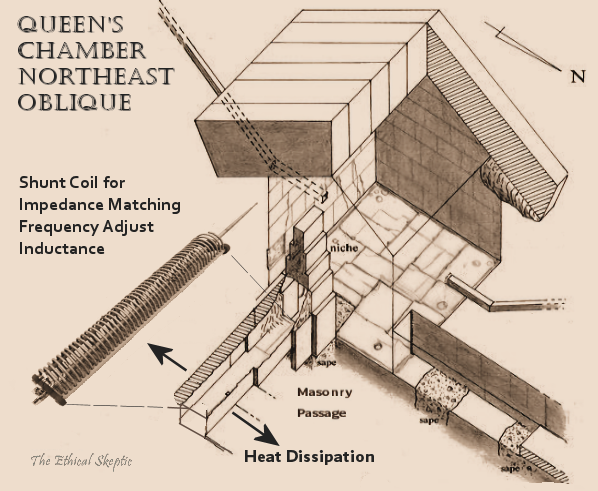 QUEEN'S
CHAMBER
NORTHEAST
OBLIQUE
N
Shunt Coil for
Impedance Matching
Frequency Adjust
Inductance
niche
sape
Masonry
Passage
sape
sape
Heat Dissipation
The Ethical Skeptic